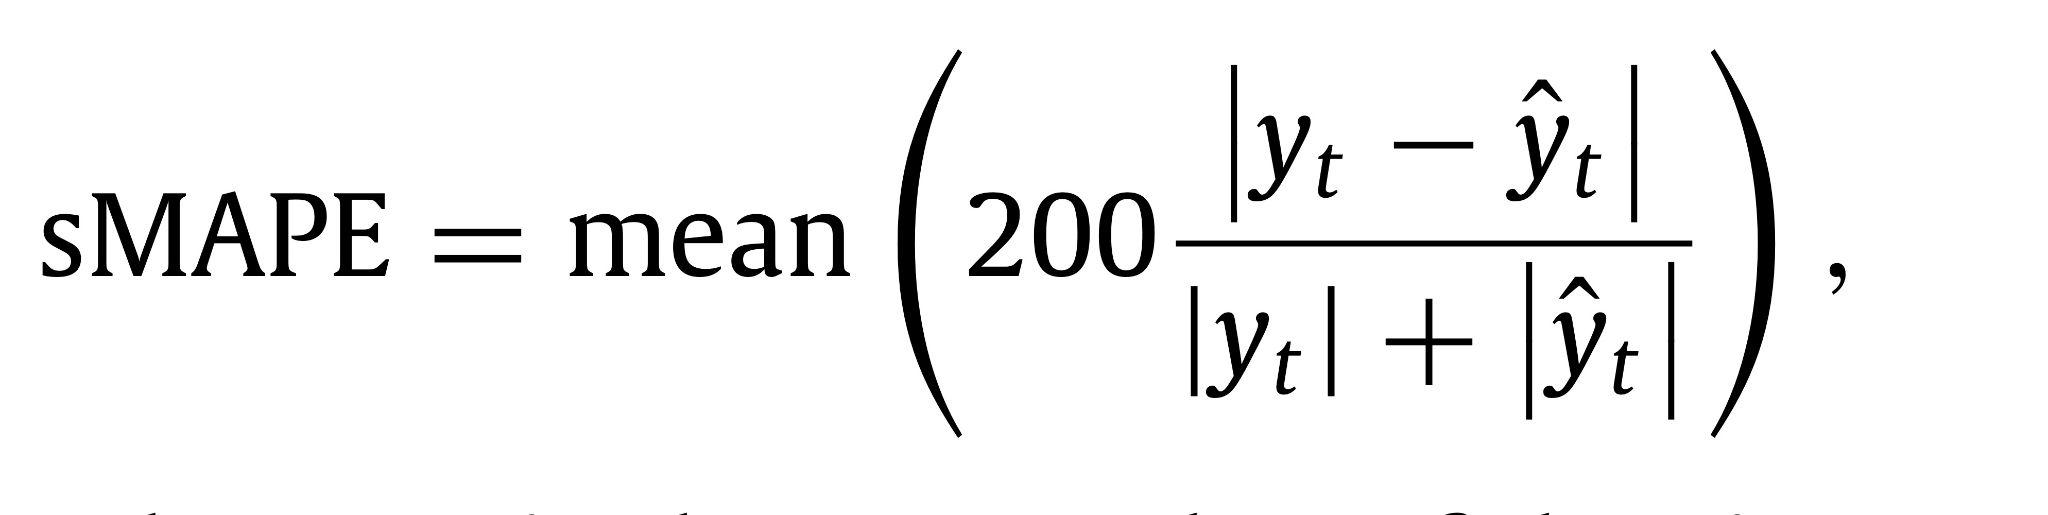 sMAPE = mean ( 200 |y_t − ŷ_t| / |y_t| + |ŷ_t| ) ,